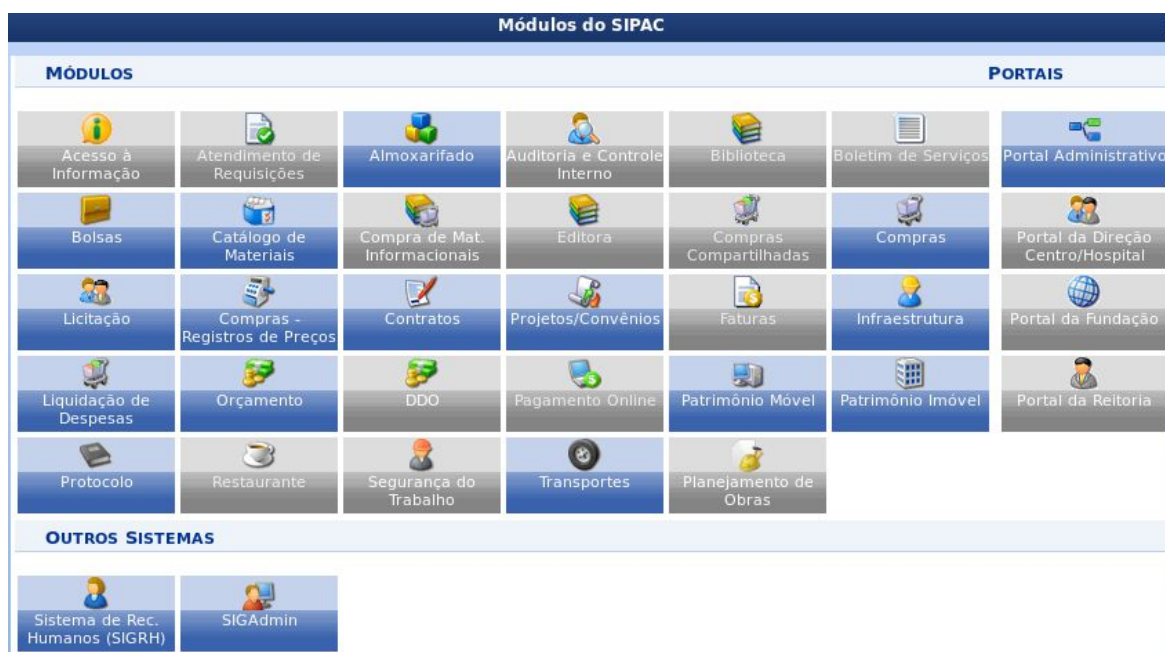 Módulos do SIPAC
MÓDULOS
PORTAIS
Acesso à
Informação
Atendimento de
Requisições
Almoxarifado
Auditoria e Controle
Interno
Biblioteca
Boletim de Serviços
Portal Administrativo
Bolsas
Catálogo de
Materiais
Compra de Mat.
Informacionais
Editora
Compras
Compartilhadas
Compras
Portal da Direção
Centro/Hospital
Licitação
Compras -
Registros de Preços
Contratos
Projetos/Convênios
Faturas
Infraestrutura
Portal da Fundação
Liquidação de
Despesas
Orçamento
DDO
Pagamento Online
Patrimônio Móvel
Patrimônio Imóvel
Portal da Reitoria
Protocolo
Restaurante
Segurança do
Trabalho
Transportes
Planejamento de
Obras
OUTROS SISTEMAS
Sistema de Rec.
Humanos (SIGRH)
SIGAdmin